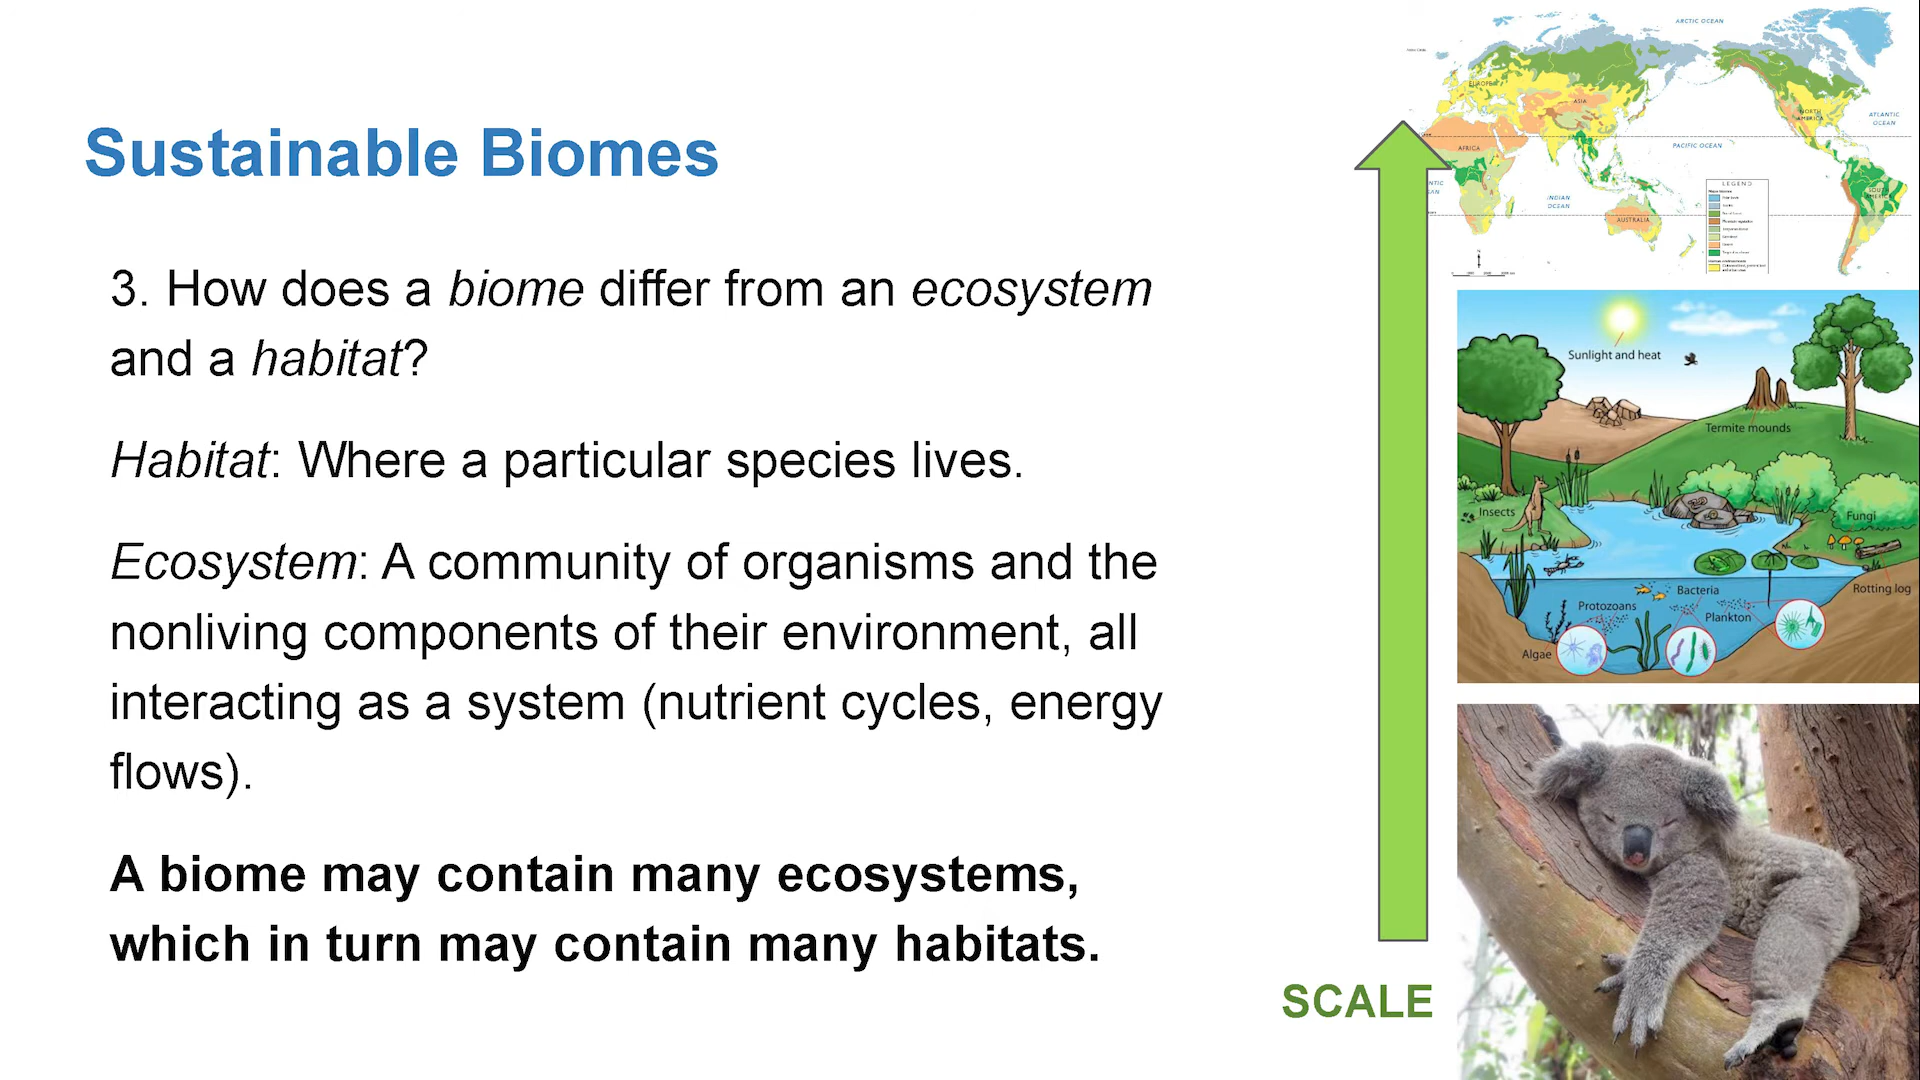 Sustainable Biomes
3. How does a biome differ from an ecosystem
and a habitat?
Habitat: Where a particular species lives.
Ecosystem: A community of organisms and the
nonliving components of their environment, all
interacting as a system (nutrient cycles, energy
flows).
A biome may contain many ecosystems,
which in turn may contain many habitats.
SCALE
ARCTIC OCEAN
EUROPE
ASIA
NORTH
AMERICA
ATLANTIC
OCEAN
AFRICA
PACIFIC OCEAN
INDIAN
OCEAN
AUSTRALIA
SOUTH
AMERICA
LEGEND
Sunlight and heat
Termite mounds
Insects
Fungi
Rotting log
Bacteria
Protozoans
Plankton
Algae